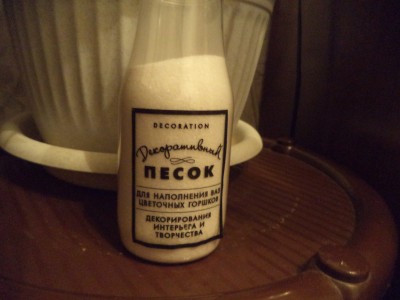 DECORATION
Декоративный
ПЕСОК
ДЛЯ НАПОЛНЕНИЯ ВАЗ
ЦВЕТОЧНЫХ ГОРШКОВ
ДЕКОРИРОВАНИЯ
ИНТЕРЬЕРА И
ТВОРЧЕСТВА